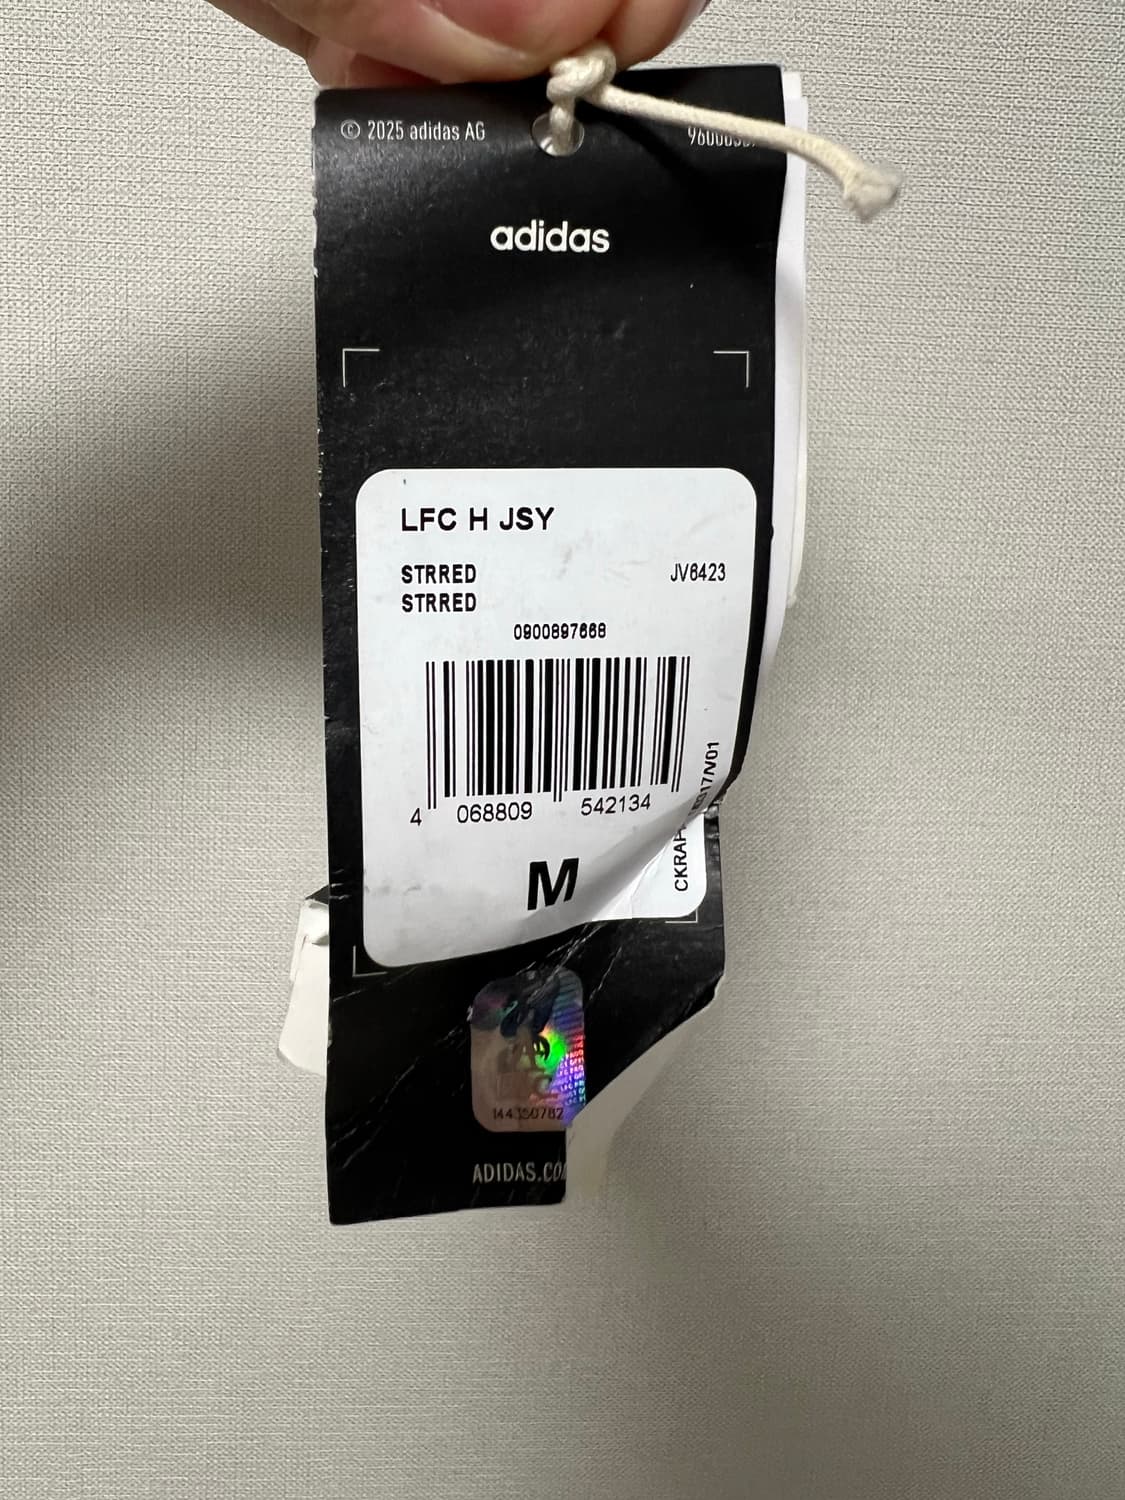 © 2025 adidas AG
adidas
LFC H JSY
STRRED JV6423
STRRED
0900897668
4 068809 542134
M
ADIDAS.CO